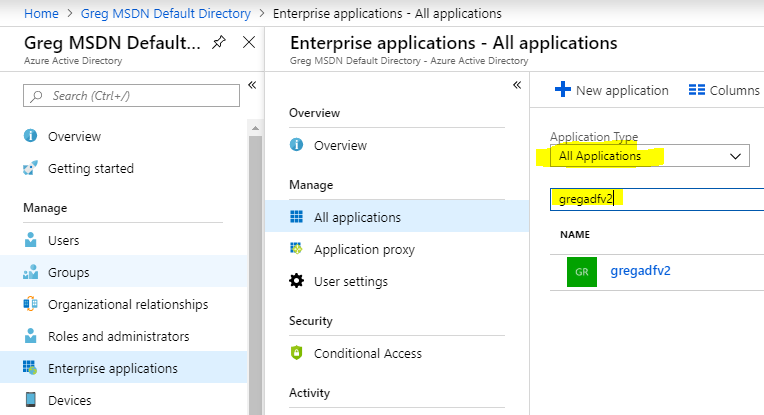 Home > Greg MSDN Default Directory > Enterprise applications - All applications
Greg MSDN Default...
Azure Active Directory
Search (Ctrl+/)
Overview
Getting started
Manage
Users
Groups
Organizational relationships
Roles and administrators
Enterprise applications
Devices
Enterprise applications - All applications
Greg MSDN Default Directory - Azure Active Directory
Overview
Overview
Manage
All applications
Application proxy
User settings
Security
Conditional Access
Activity
New application
Columns
Application Type
All Applications
gregadfv2
NAME
GR
gregadfv2